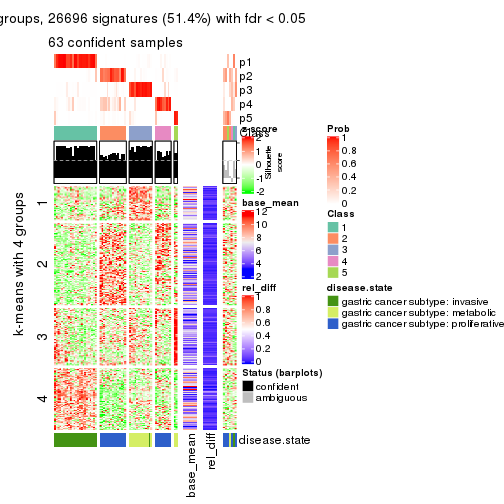 groups, 26696 signatures (51.4%) with fdr < 0.05
63 confident samples
p1
p2
p3
p4
p5
Class
Silhouette
score
z-score
2
1
0
-1
-2
base_mean
12
10
8
6
4
2
rel_diff
1
0.8
0.6
0.4
0.2
0
Status (barplots)
confident
ambiguous
Prob
1
0.8
0.6
0.4
0.2
0
Class
1
2
3
4
5
disease.state
gastric cancer subtype: invasive
gastric cancer subtype: metabolic
gastric cancer subtype: proliferative
k-means with 4 groups
1
2
3
4
disease.state
base_mean
rel_diff